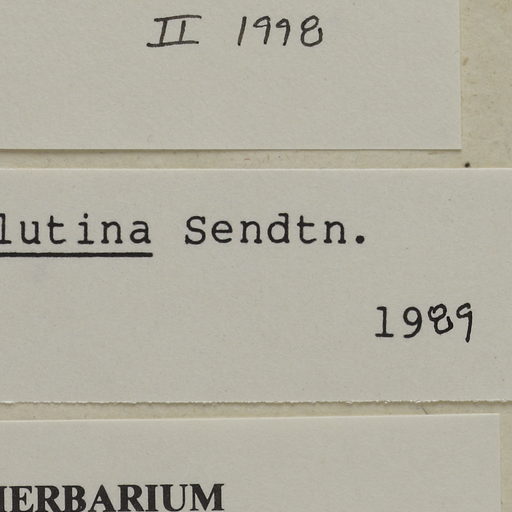 II 1998
lutina Sendtn.
1989
HERBARIUM